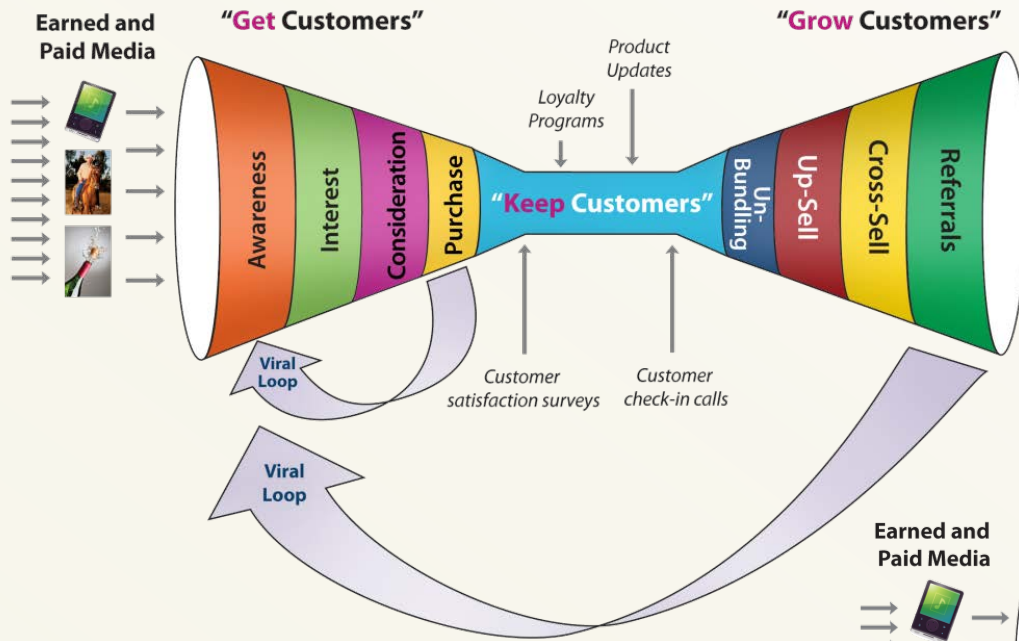 Earned and
Paid Media
"Get Customers"
"Grow Customers"
Product
Updates
Loyalty
Programs
Awareness
Interest
Consideration
Purchase
"Keep Customers"
Un-
Bundling
Up-Sell
Cross-Sell
Referrals
Viral
Loop
Customer
satisfaction surveys
Customer
check-in calls
Viral
Loop
Earned and
Paid Media